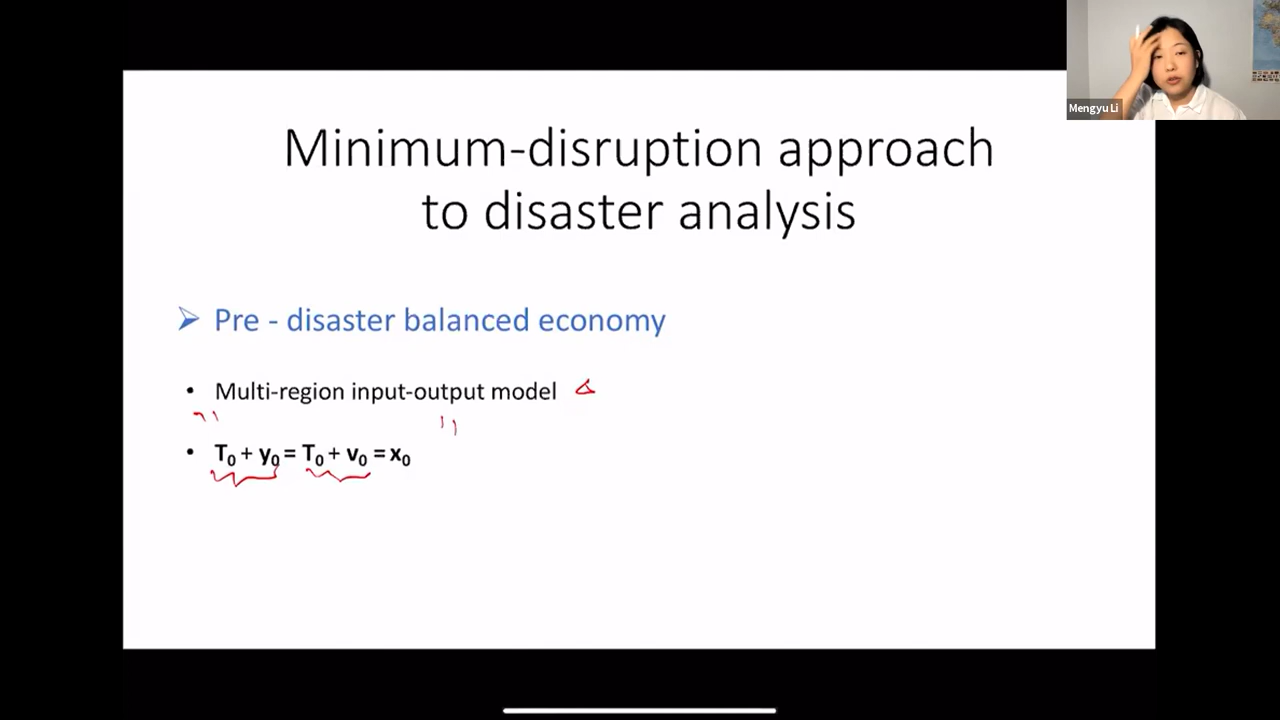 Mengyu Li
Minimum-disruption approach
to disaster analysis
➢ Pre - disaster balanced economy
• Multi-region input-output model
• T₀ + y₀ = T₀ + v₀ = x₀